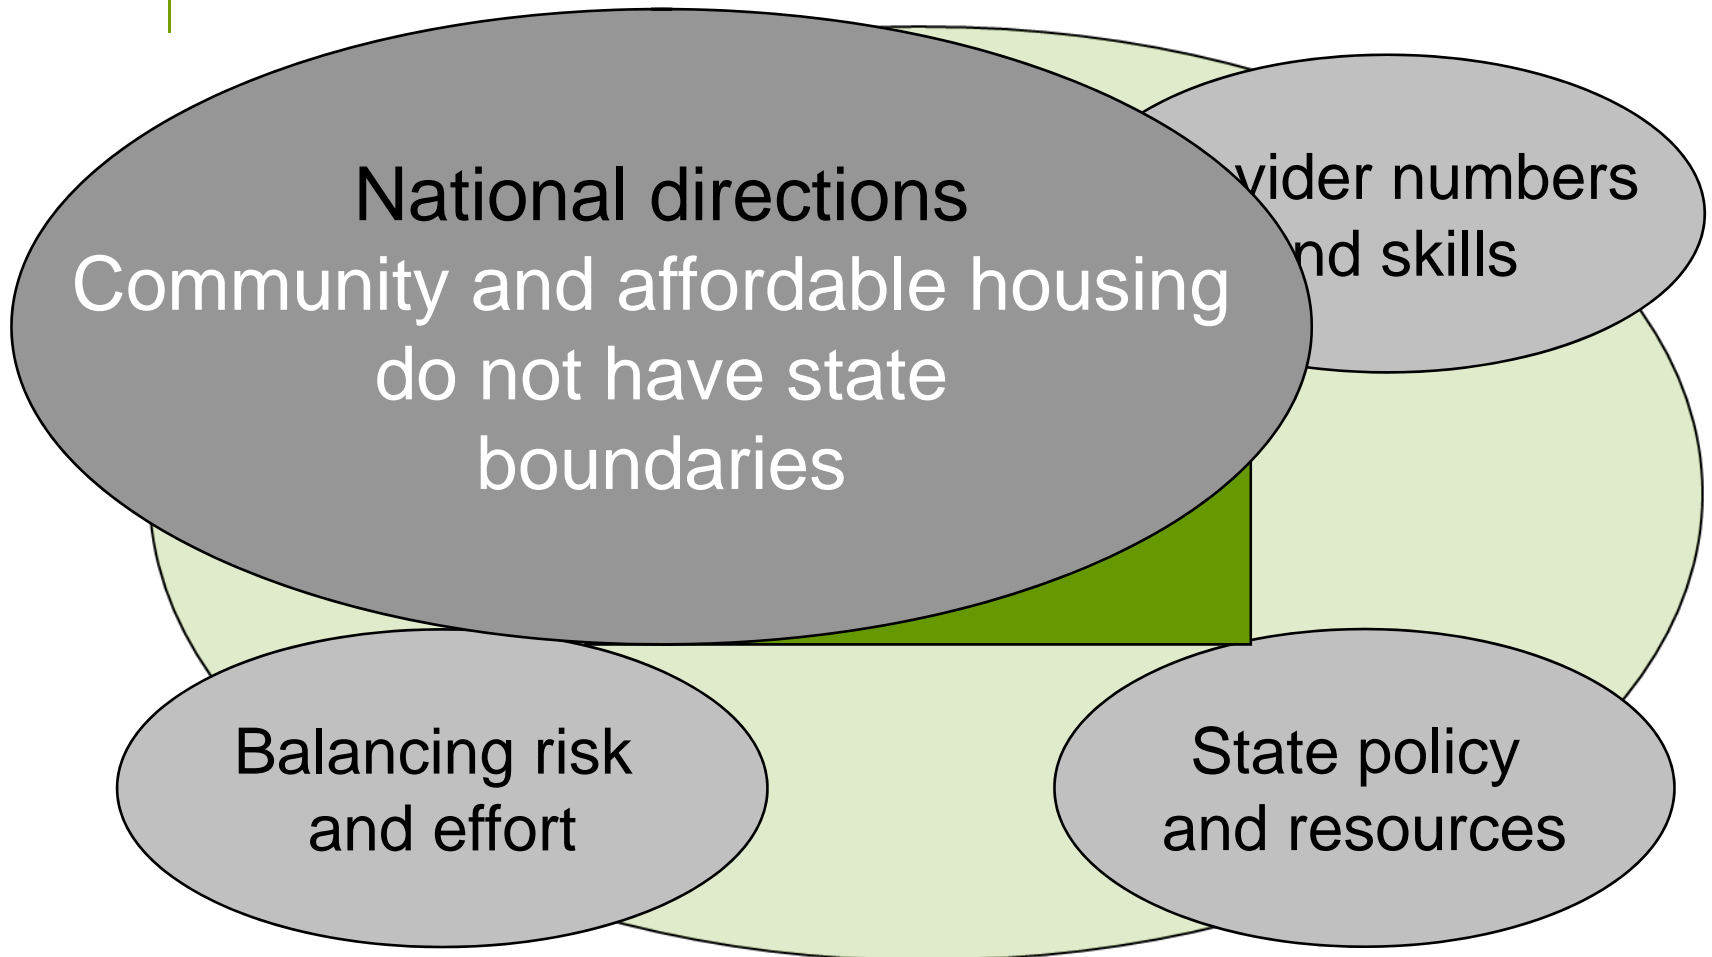 National directions
Community and affordable housing
do not have state
boundaries
numbers
skills
Balancing risk
and effort
State policy
and resources